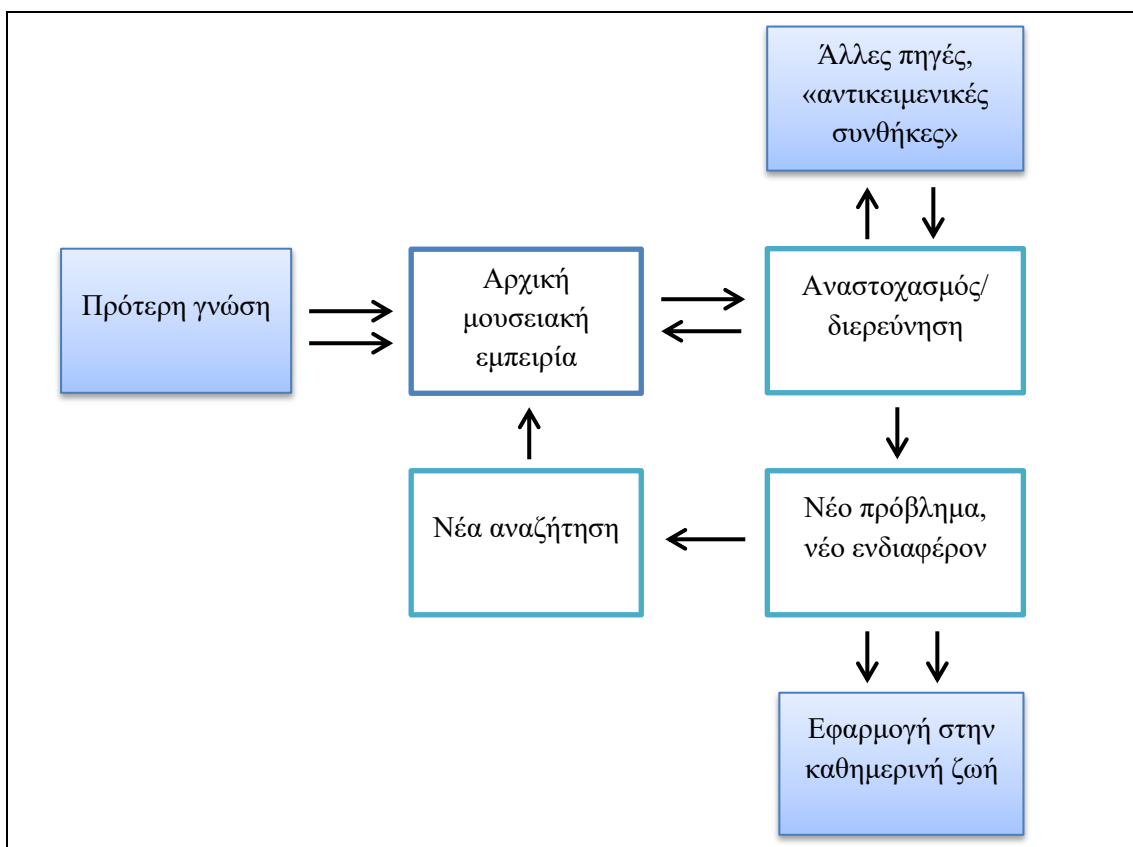 Άλλες πηγές,
«αντικειμενικές
συνθήκες»
Πρότερη γνώση
Αρχική
μουσειακή
εμπειρία
Αναστοχασμός/
διερεύνηση
Νέα αναζήτηση
Νέο πρόβλημα,
νέο ενδιαφέρον
Εφαρμογή στην
καθημερινή ζωή